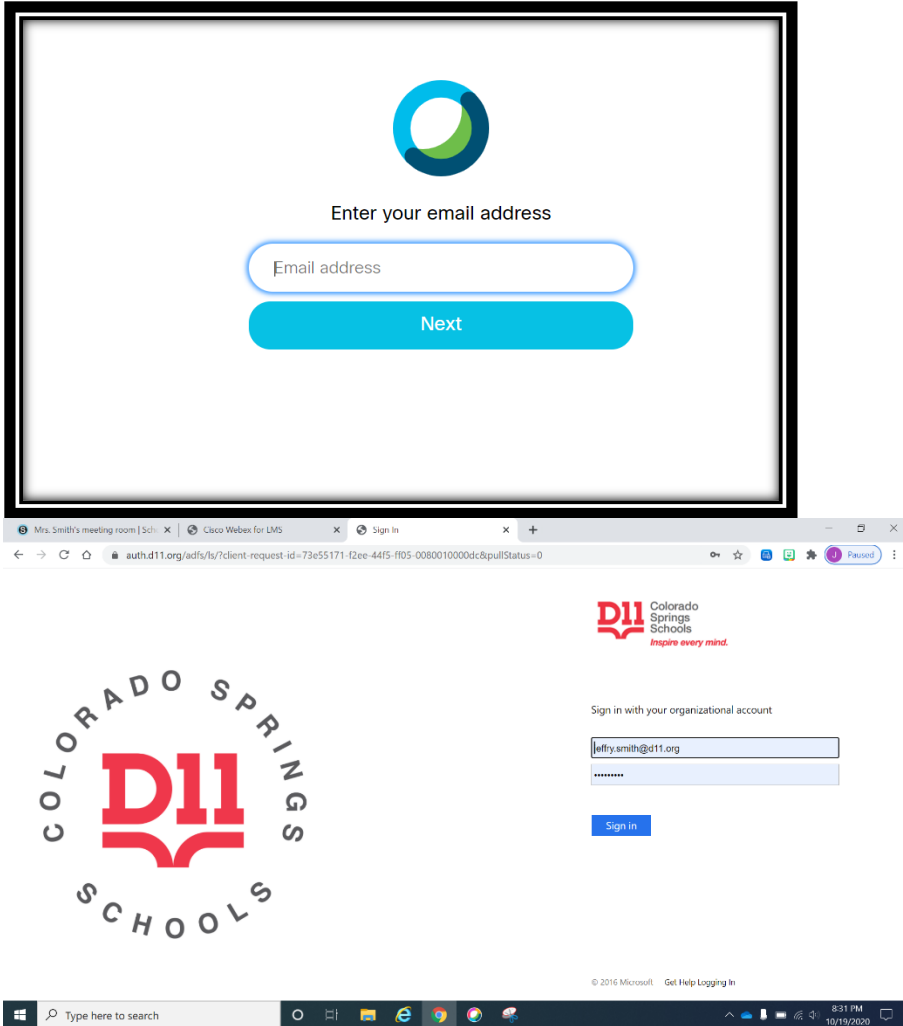 Enter your email address
Email address
Next
Mrs. Smith's meeting room | Scho
Cisco Webex for LMS
Sign In
auth.d11.org/adfs/ls/?client-request-id=73e55171-f2ee-44f5-ff05-0080010000dc&pullStatus=0
J Paused
D11 Colorado
Springs
Schools
Inspire every mind.
COLORADO SPRINGS
D11
SCHOOLS
Sign in with your organizational account
jeffry.smith@d11.org
•••••••••
Sign in
© 2016 Microsoft Get Help Logging In
Type here to search
8:31 PM
10/19/2020